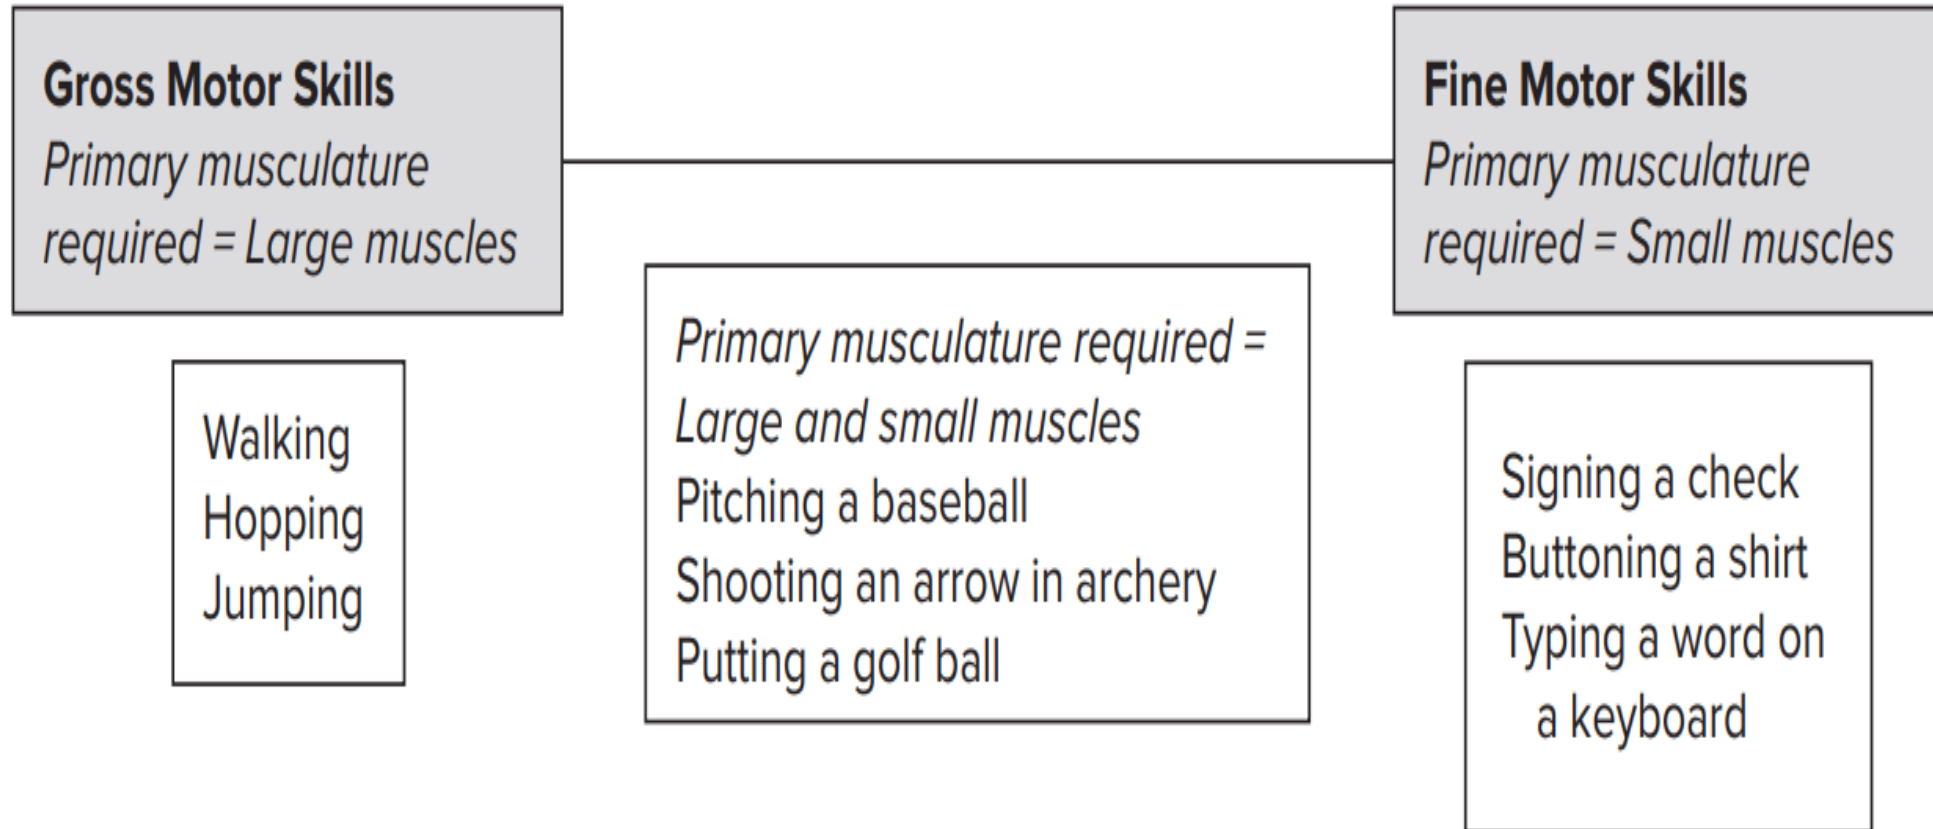 Gross Motor Skills
Primary musculature
required = Large muscles
Fine Motor Skills
Primary musculature
required = Small muscles
Walking
Hopping
Jumping
Primary musculature required =
Large and small muscles
Pitching a baseball
Shooting an arrow in archery
Putting a golf ball
Signing a check
Buttoning a shirt
Typing a word on
a keyboard